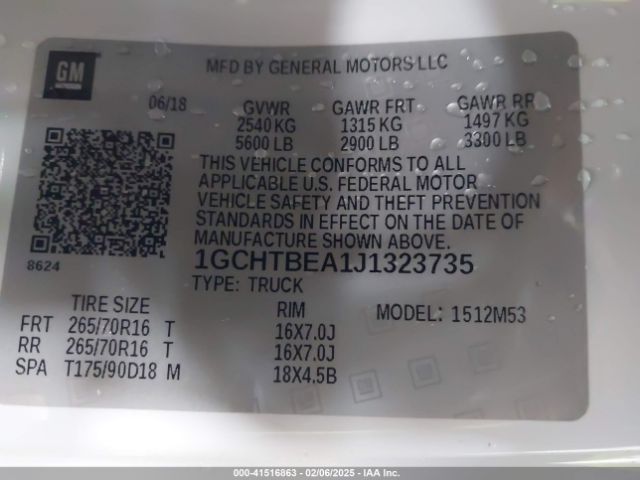 GM
MFD BY GENERAL MOTORS LLC
06/18 GVWR GAWR FRT GAWR RR
2540 KG 1315 KG 1497 KG
5600 LB 2900 LB 3300 LB
THIS VEHICLE CONFORMS TO ALL
APPLICABLE U.S. FEDERAL MOTOR
VEHICLE SAFETY AND THEFT PREVENTION
STANDARDS IN EFFECT ON THE DATE OF
MANUFACTURE SHOWN ABOVE.
8624 1GCHTBEA1J1323735
TYPE: TRUCK
TIRE SIZE RIM MODEL: 1512M53
FRT 265/70R16 T 16X7.0J
RR 265/70R16 T 16X7.0J
SPA T175/90D18 M 18X4.5B
000-41516863 - 02/06/2025 - IAA Inc.